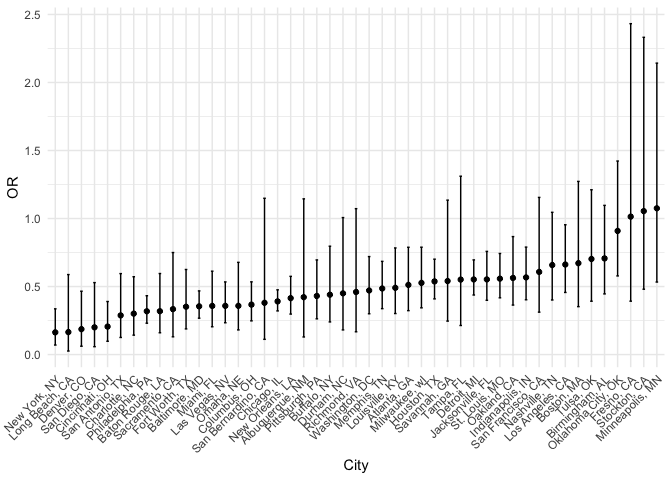 2.5
2.0
1.5
1.0
0.5
0.0
OR
New York, NY
Long Beach, CA
Denver, CO
San Diego, CA
Cincinnati, OH
San Antonio, TX
Charlotte, NC
Philadelphia, PA
Baton Rouge, LA
Sacramento, CA
Fort Worth, TX
Baltimore, MD
Miami, FL
Las Vegas, NV
Omaha, NE
Columbus, OH
San Bernardino, CA
Chicago, IL
New Orleans, LA
Albuquerque, NM
Pittsburgh, PA
Buffalo, NY
Durham, NC
Richmond, VA
Washington, DC
Memphis, TN
Louisville, KY
Atlanta, GA
Milwaukee, wI
Houston, TX
Savannah, GA
Tampa, FL
Detroit, MI
Jacksonville, FL
St. Louis, MO
Oakland, CA
Indianapolis, IN
San Francisco, CA
Nashville, TN
Los Angeles, CA
Boston, MA
Tulsa, OK
Birmingham, AL
Oklahoma City, OK
Fresno, CA
Stockton, CA
Minneapolis, MN
City